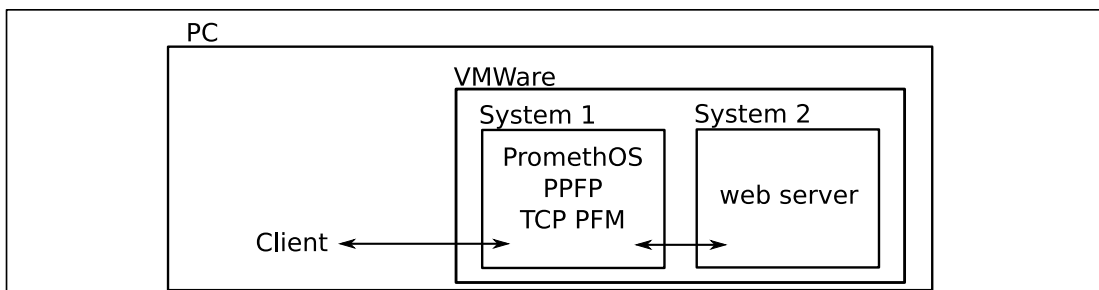 PC
VMWare
System 1
System 2
PromethOS
PPFP
TCP PFM
web server
Client